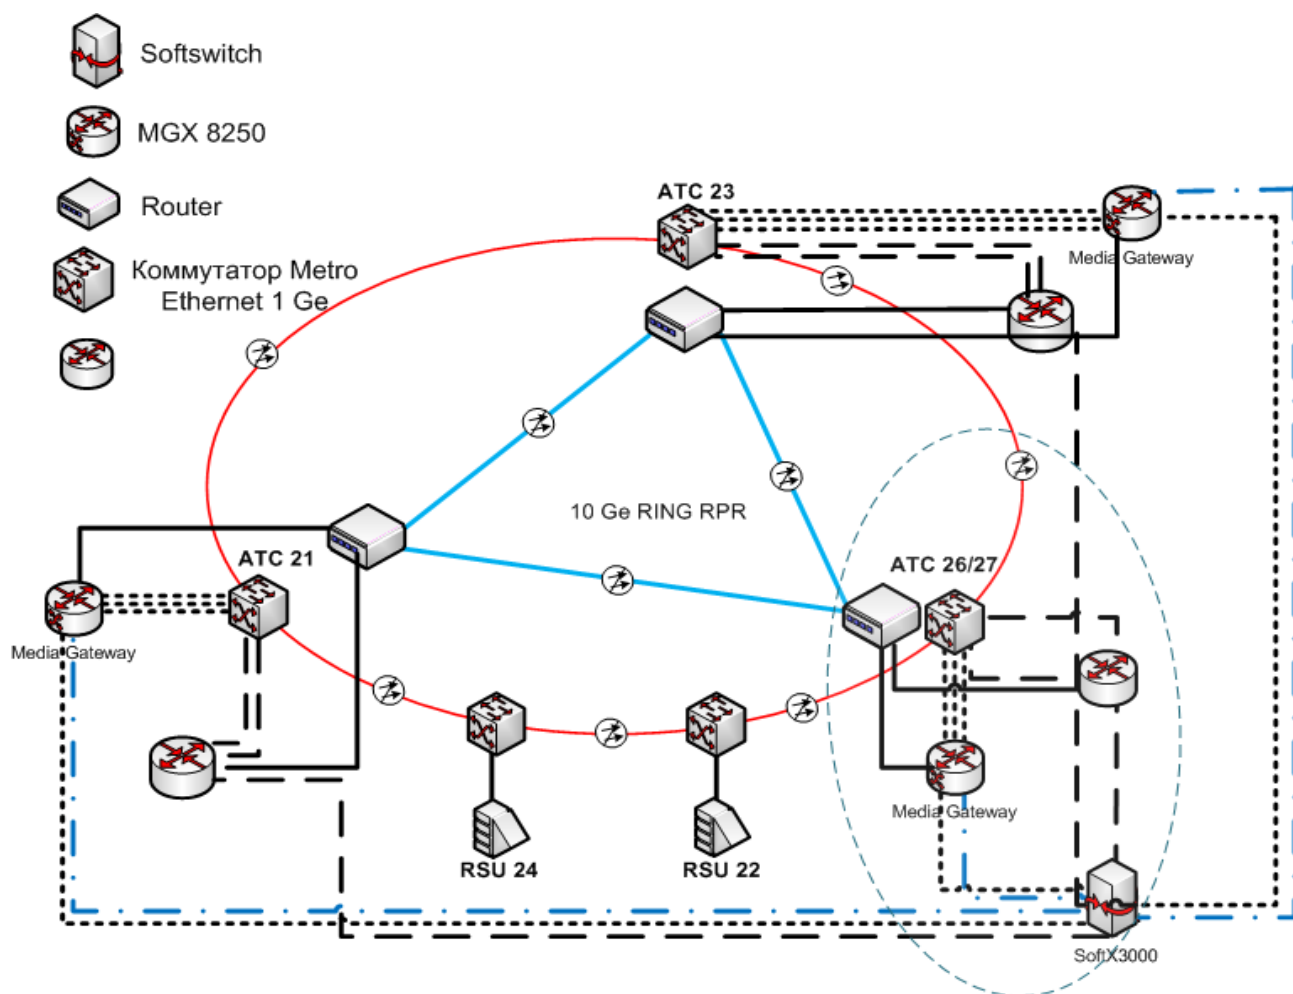 Softswitch
MGX 8250
Router
Коммутатор Metro
Ethernet 1 Ge
ATC 23
Media Gateway
10 Ge RING RPR
ATC 21
ATC 26/27
Media Gateway
Media Gateway
RSU 24
RSU 22
SoftX3000